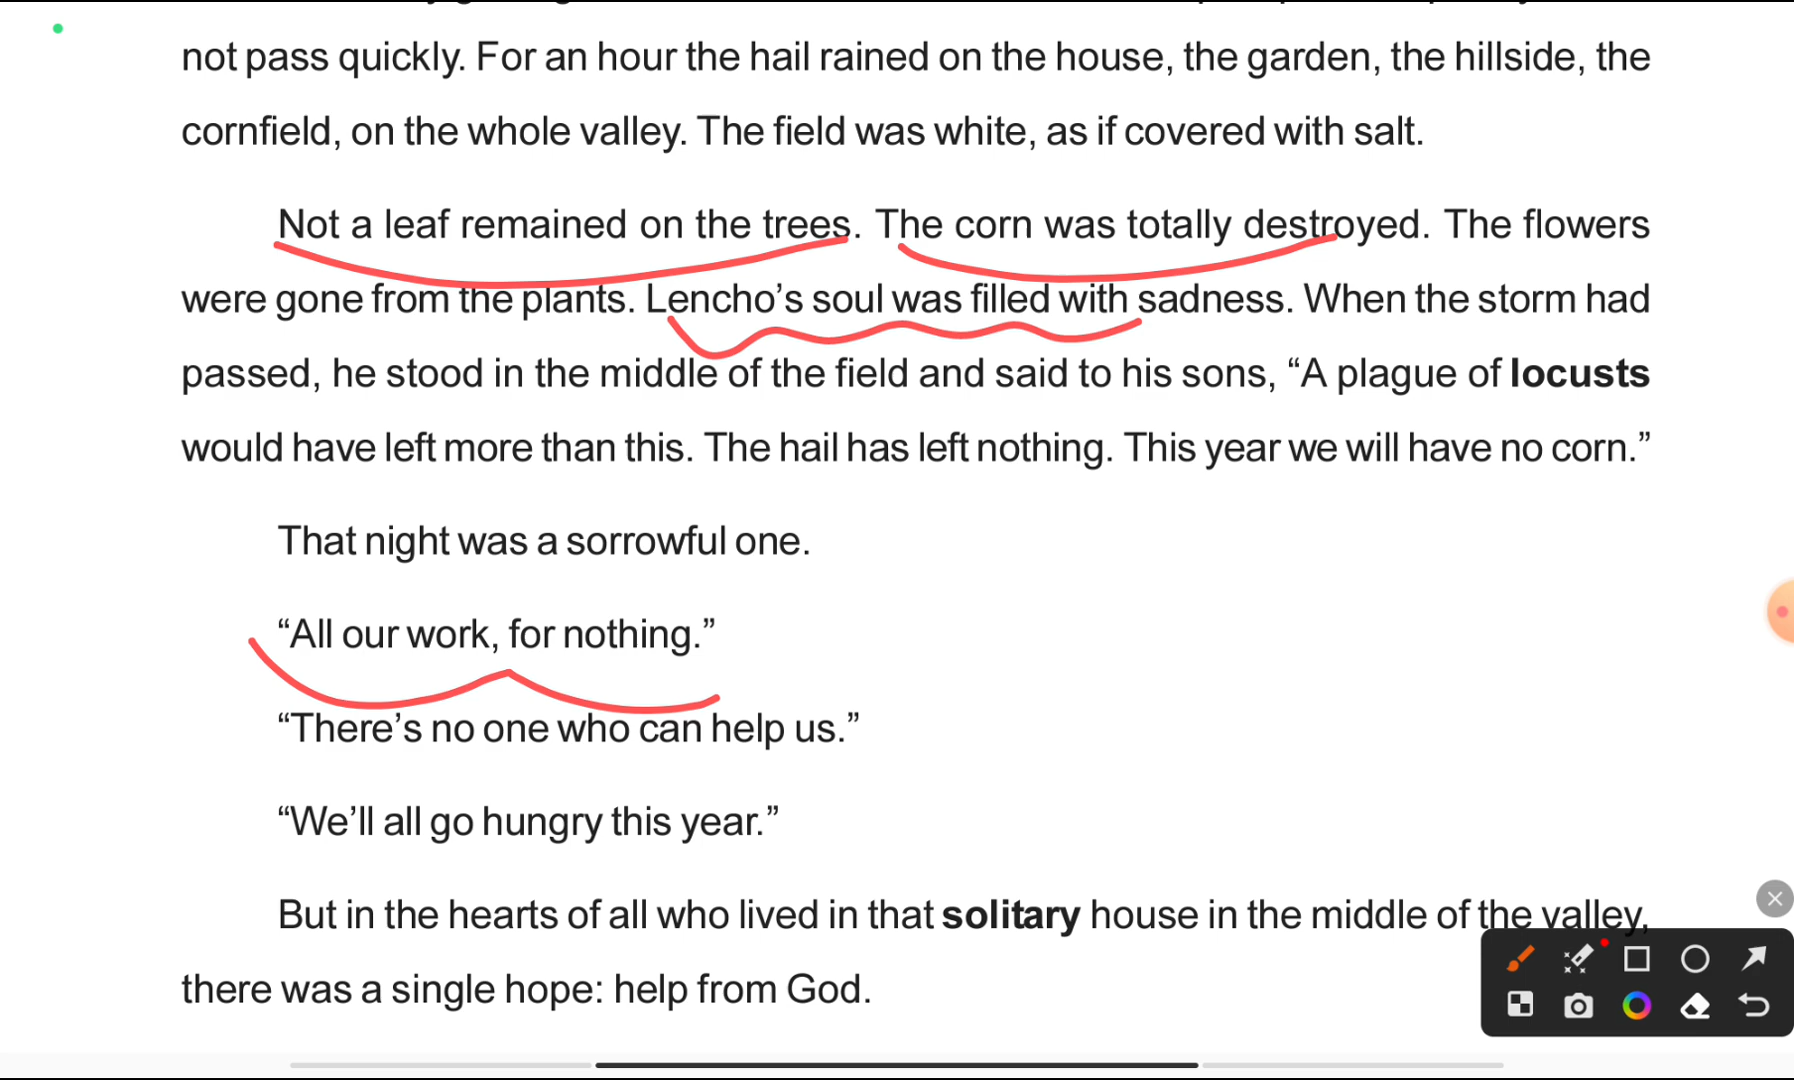 not pass quickly. For an hour the hail rained on the house, the garden, the hillside, the
cornfield, on the whole valley. The field was white, as if covered with salt.
Not a leaf remained on the trees. The corn was totally destroyed. The flowers
were gone from the plants. Lencho’s soul was filled with sadness. When the storm had
passed, he stood in the middle of the field and said to his sons, “A plague of locusts
would have left more than this. The hail has left nothing. This year we will have no corn.”
That night was a sorrowful one.
“All our work, for nothing.”
“There’s no one who can help us.”
“We’ll all go hungry this year.”
But in the hearts of all who lived in that solitary house in the middle of the valley,
there was a single hope: help from God.